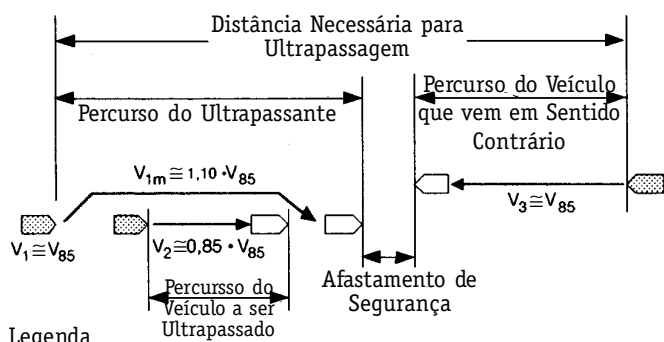 Distância Necessária para
Ultrapassagem
Percurso do Ultrapassante
Percurso do Veículo
que vem em Sentido
Contrário
V1m≅1,10·V85
V3≅V85
V1≅V85
V2≅0,85·V85
Percursso do
Veículo a ser
Ultrapassado
Afastamento de
Segurança
Legenda